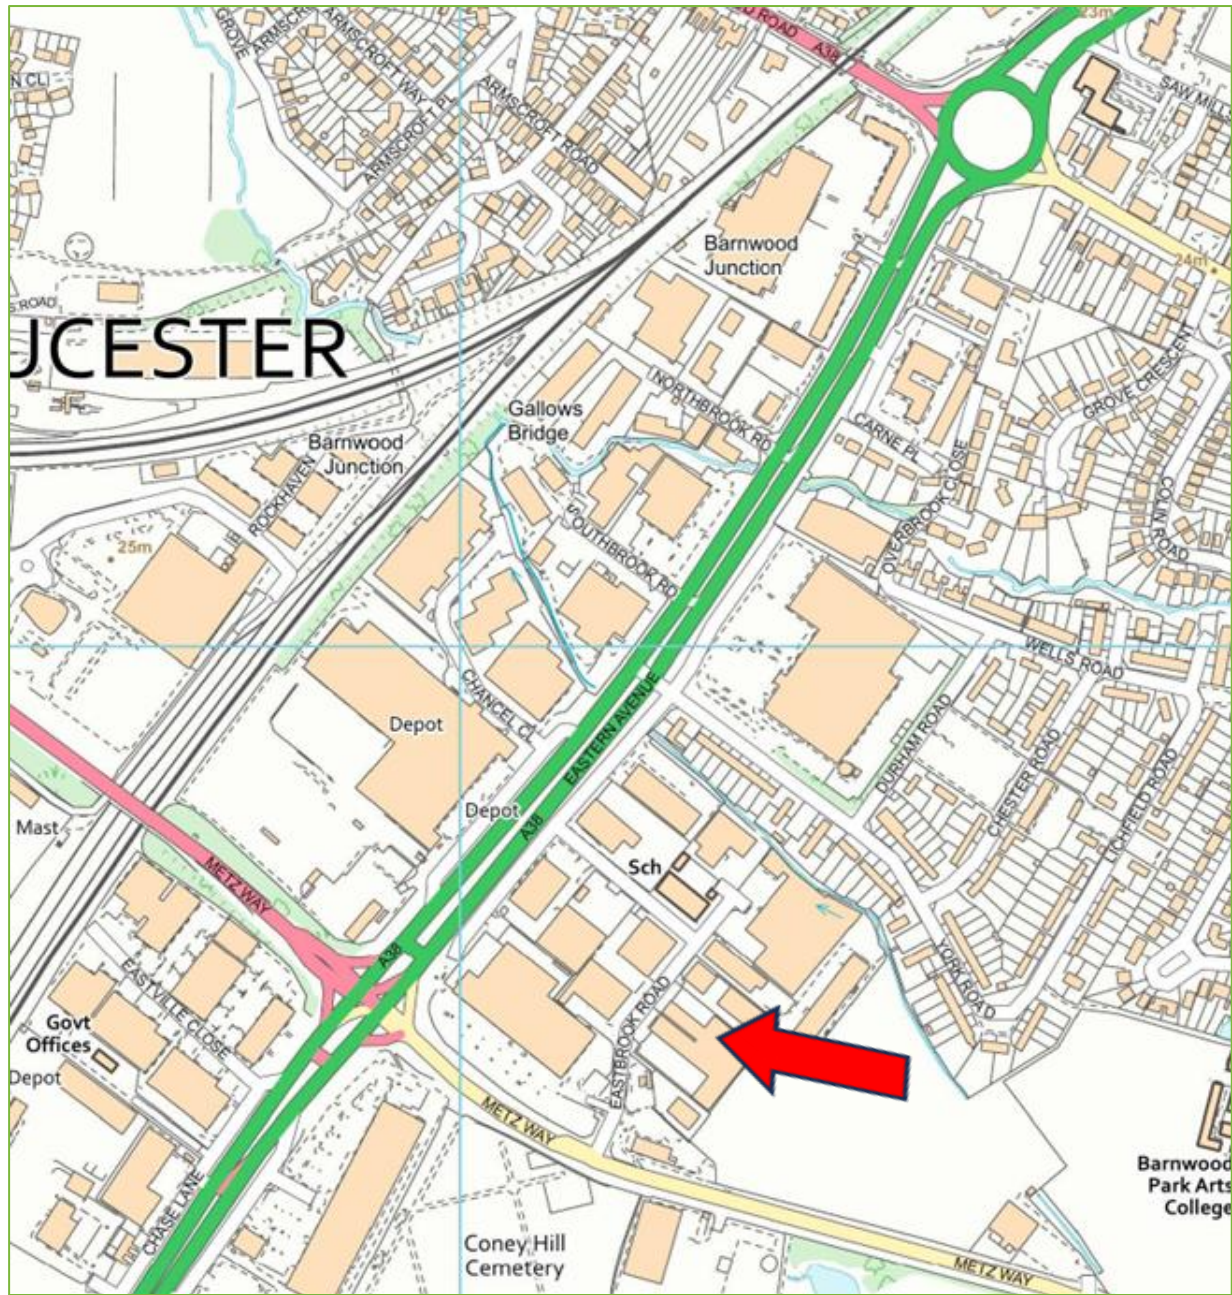 GROVE
ARMSCROFT
ARMSCROFT WAY
ARMSCROFT PL
ARMSCROFT ROAD
D ROAD
A38
23m
SAW MILL
N CL
Barnwood
Junction
24m
S ROAD
UCESTER
NORTHBROOK RD
GROVE CRESCENT
CARNE PL
Gallows
Bridge
Barnwood
Junction
ROCKHAVEN
OVERBROOK CLOSE
COLIN
ROAD
SOUTHBROOK RD
25m
WELLS ROAD
CHANCEL CL
EASTERN AVENUE
Depot
DURHAM ROAD
CHESTER ROAD
LICHFIELD ROAD
Mast
Depot
A38
Sch
METZ WAY
A38
YORK ROAD
EASTVILLE CLOSE
Govt
Offices
Depot
EASTBROOK ROAD
METZ WAY
CHASE LANE
Barnwood
Park Arts
College
Coney Hill
Cemetery
METZ WAY